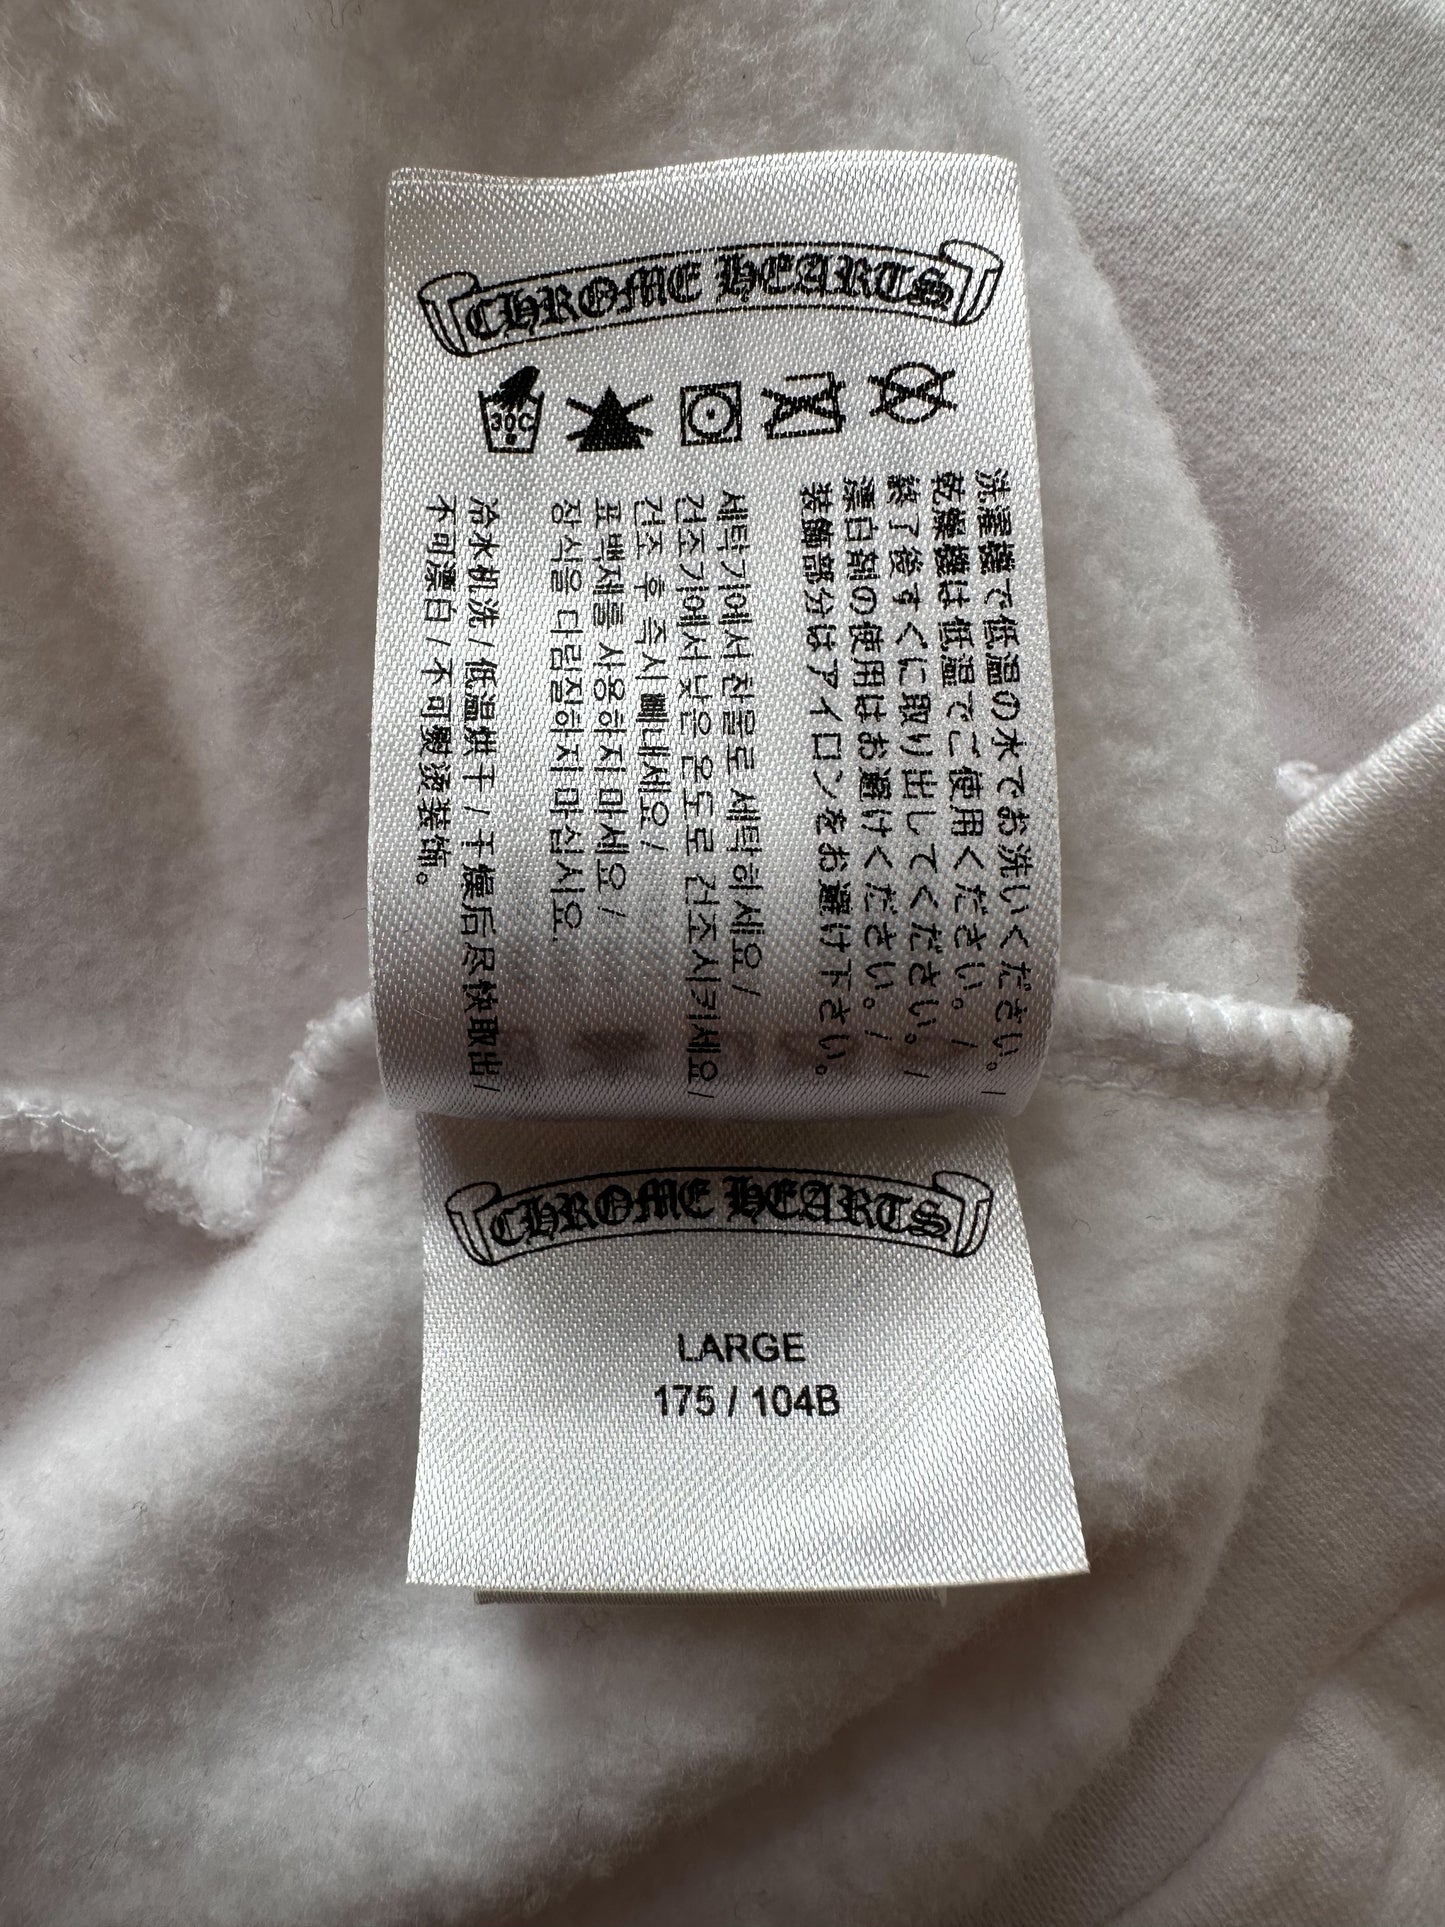 CHROME HEARTS
30C
洗濯機で低温の水でお洗いください。/
乾燥機は低温でご使用ください。/
終了後すぐに取り出してください。/
漂白剤の使用はお避けください。/
装飾部分はアイロンをお避け下さい。
세탁기에서 찬물로 세탁하세요 /
건조기에서 낮은 온도로 건조시키세요 /
건조 후 즉시 빼내세요 /
표백제를 사용하지 마세요 /
장식을 다림질하지 마십시요.
冷水机洗 / 低温烘干 / 干燥后尽快取出 /
不可漂白 / 不可熨烫装饰。
CHROME HEARTS
LARGE
175 / 104B